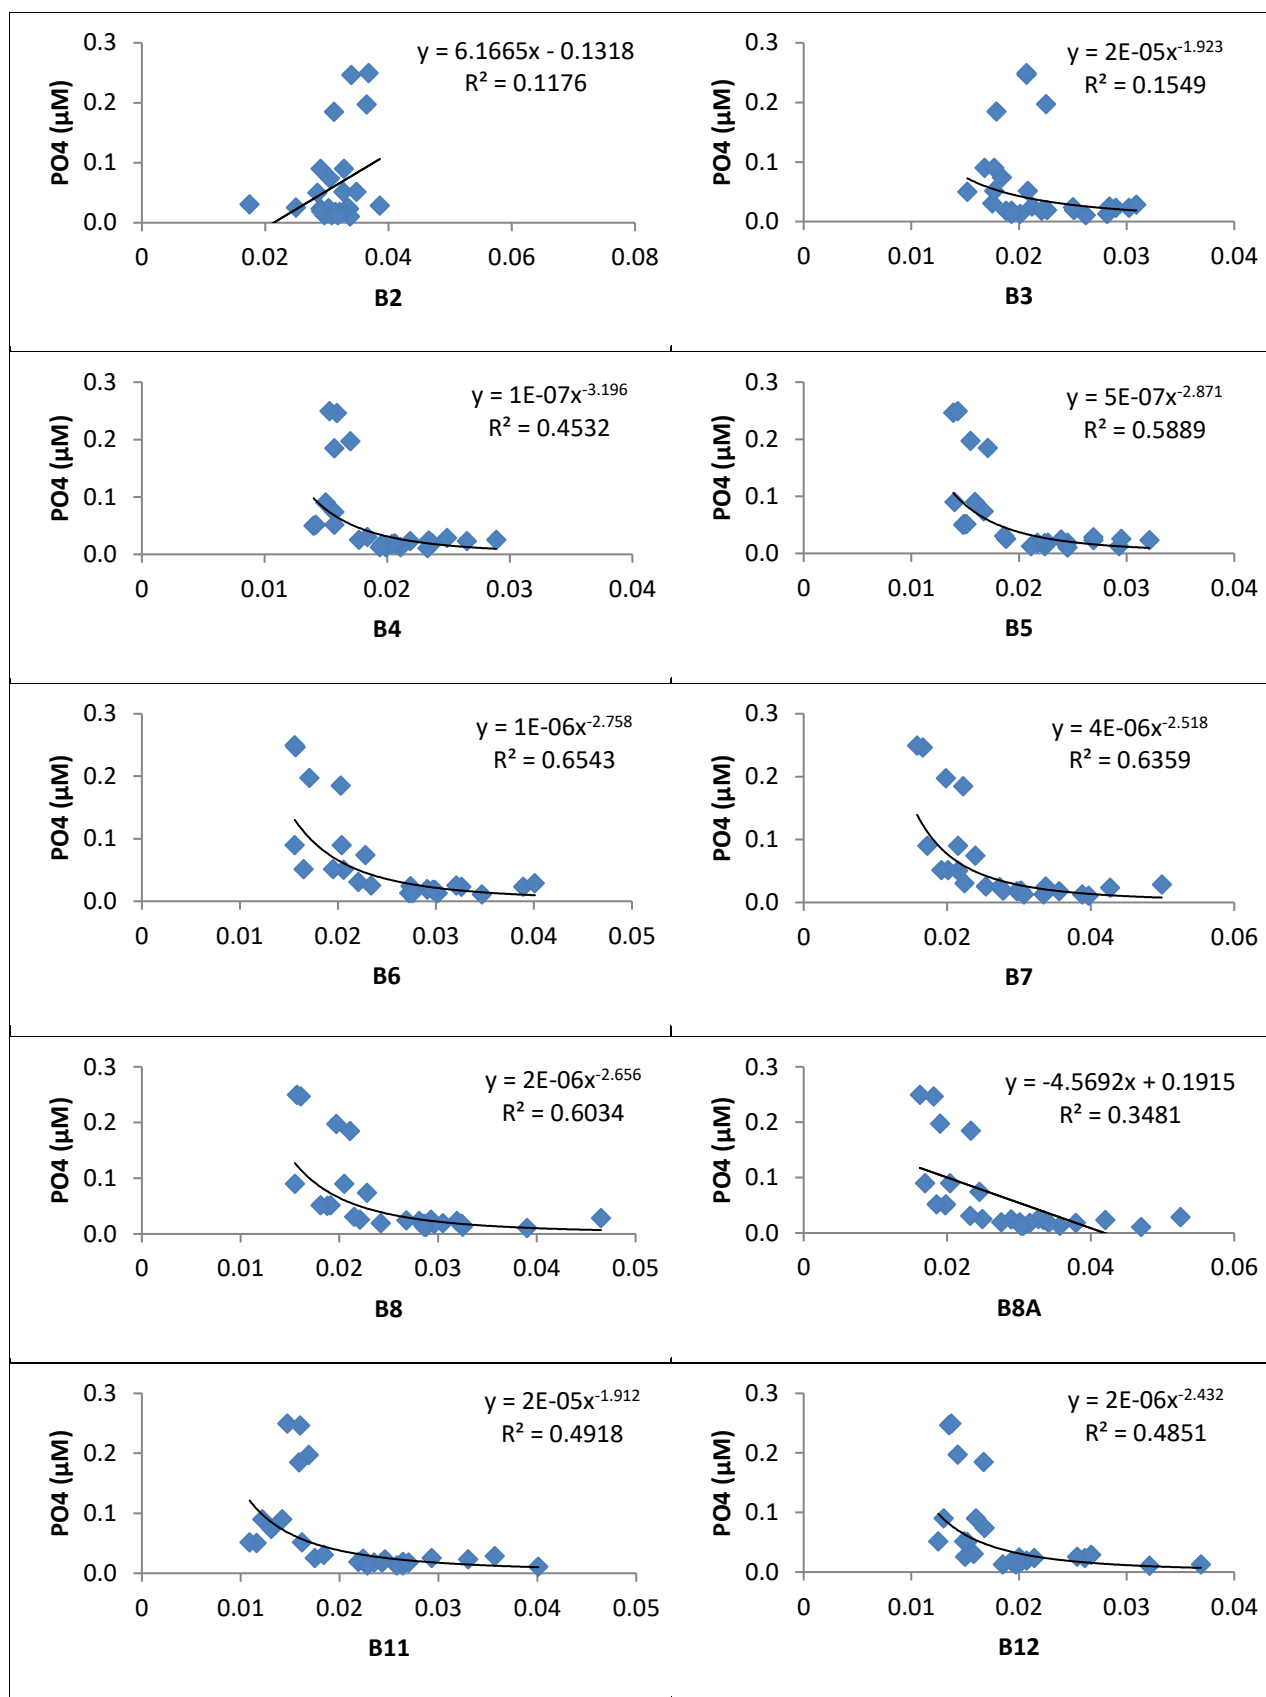 y = 6.1665x - 0.1318
R² = 0.1176
0.3
0.2
0.1
0.0
PO4 (µM)
0 0.02 0.04 0.06 0.08
B2
y = 2E-05x^-1.923
R² = 0.1549
0.3
0.2
0.1
0.0
PO4 (µM)
0 0.01 0.02 0.03 0.04
B3
y = 1E-07x^-3.196
R² = 0.4532
0.3
0.2
0.1
0.0
PO4 (µM)
0 0.01 0.02 0.03 0.04
B4
y = 5E-07x^-2.871
R² = 0.5889
0.3
0.2
0.1
0.0
PO4 (µM)
0 0.01 0.02 0.03 0.04
B5
y = 1E-06x^-2.758
R² = 0.6543
0.3
0.2
0.1
0.0
PO4 (µM)
0 0.01 0.02 0.03 0.04 0.05
B6
y = 4E-06x^-2.518
R² = 0.6359
0.3
0.2
0.1
0.0
PO4 (µM)
0 0.02 0.04 0.06
B7
y = 2E-06x^-2.656
R² = 0.6034
0.3
0.2
0.1
0.0
PO4 (µM)
0 0.01 0.02 0.03 0.04 0.05
B8
y = -4.5692x + 0.1915
R² = 0.3481
0.3
0.2
0.1
0.0
PO4 (µM)
0 0.02 0.04 0.06
B8A
y = 2E-05x^-1.912
R² = 0.4918
0.3
0.2
0.1
0.0
PO4 (µM)
0 0.01 0.02 0.03 0.04 0.05
B11
y = 2E-06x^-2.432
R² = 0.4851
0.3
0.2
0.1
0.0
PO4 (µM)
0 0.01 0.02 0.03 0.04
B12